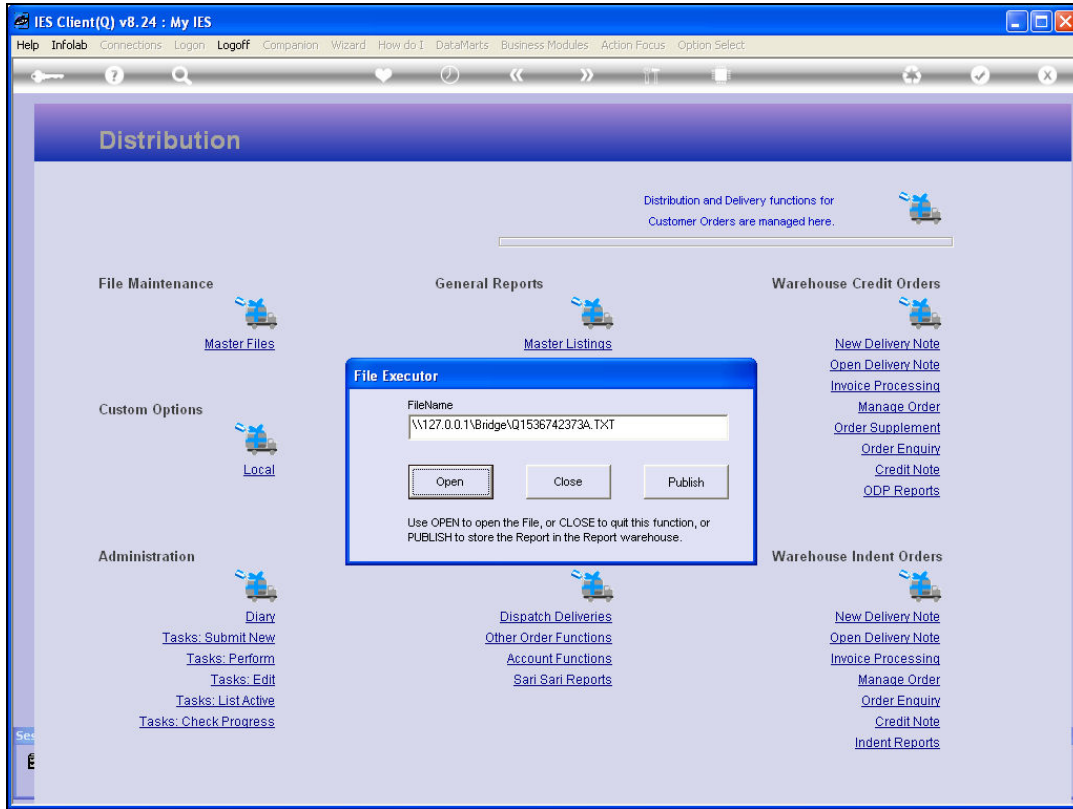 IES Client(Q) v8.24 : My IES
Help Infolab Connections Logon Logoff Companion Wizard How do I DataMarts Business Modules Action Focus Option Select
Distribution
Distribution and Delivery functions for
Customer Orders are managed here.
File Maintenance
Master Files
Custom Options
Local
Administration
Diary
Tasks: Submit New
Tasks: Perform
Tasks: Edit
Tasks: List Active
Tasks: Check Progress
General Reports
Master Listings
File Executor
FileName
\\127.0.0.1\Bridge\Q1536742373A.TXT
Open Close Publish
Use OPEN to open the File, or CLOSE to quit this function, or
PUBLISH to store the Report in the Report warehouse.
Dispatch Deliveries
Other Order Functions
Account Functions
Sari Sari Reports
Warehouse Credit Orders
New Delivery Note
Open Delivery Note
Invoice Processing
Manage Order
Order Supplement
Order Enquiry
Credit Note
ODP Reports
Warehouse Indent Orders
New Delivery Note
Open Delivery Note
Invoice Processing
Manage Order
Order Enquiry
Credit Note
Indent Reports